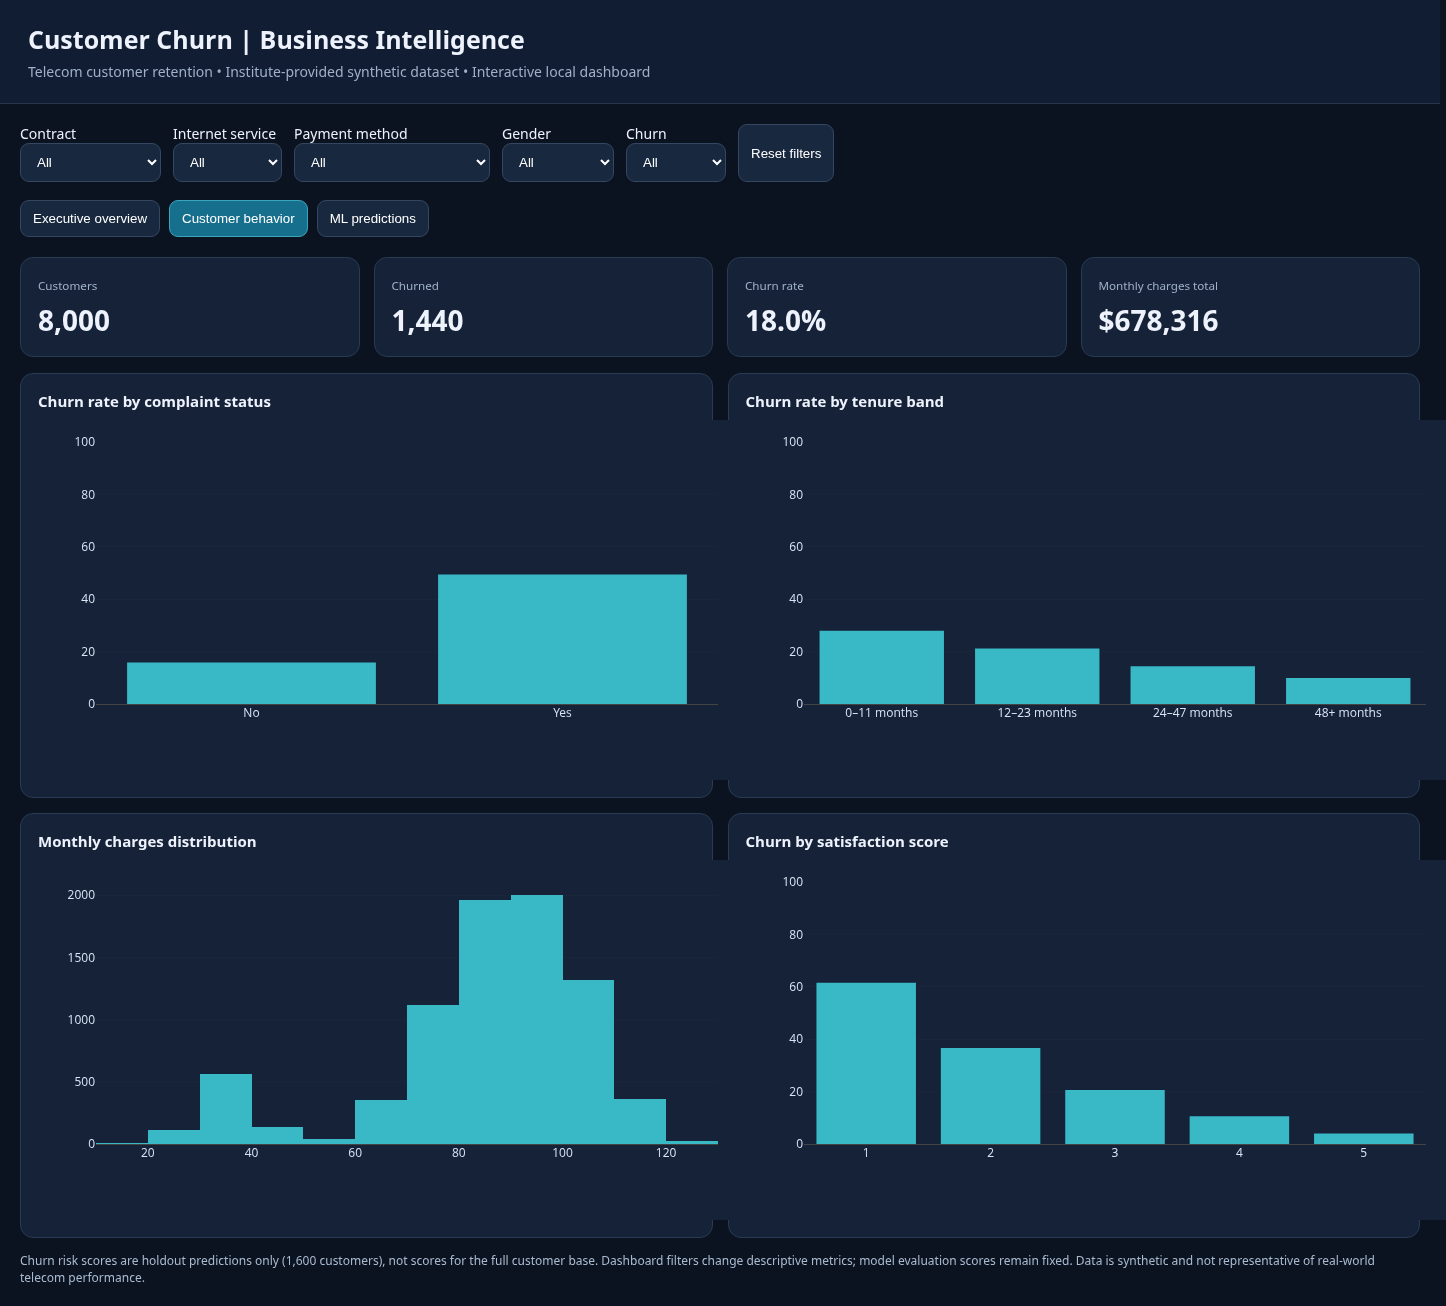 Customer Churn | Business Intelligence
Telecom customer retention • Institute-provided synthetic dataset • Interactive local dashboard
Contract
Internet service
Payment method
Gender
Churn
All
All
All
All
All
Reset filters
Executive overview
Customer behavior
ML predictions
Customers
8,000
Churned
1,440
Churn rate
18.0%
Monthly charges total
$678,316
Churn rate by complaint status
100
80
60
40
20
0
No
Yes
Churn rate by tenure band
100
80
60
40
20
0
0–11 months
12–23 months
24–47 months
48+ months
Monthly charges distribution
2000
1500
1000
500
0
20
40
60
80
100
120
Churn by satisfaction score
100
80
60
40
20
0
1
2
3
4
5
Churn risk scores are holdout predictions only (1,600 customers), not scores for the full customer base. Dashboard filters change descriptive metrics; model evaluation scores remain fixed. Data is synthetic and not representative of real-world
telecom performance.